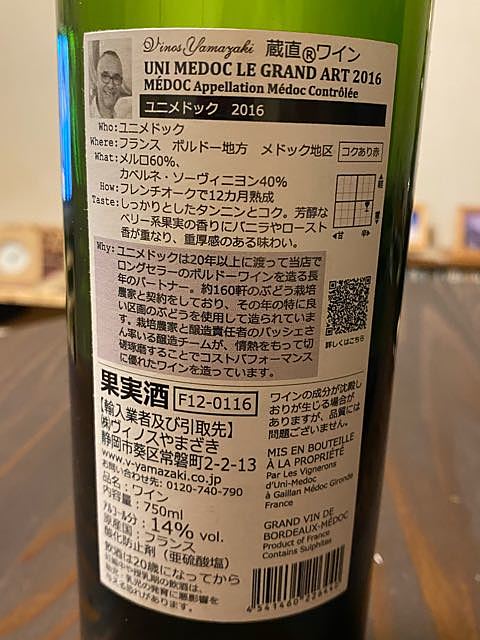 Vinos Yamazaki 蔵直®ワイン
UNI MEDOC LE GRAND ART 2016
MÉDOC Appellation Médoc Contrôlée
ユニメドック 2016
Who:ユニメドック
Where:フランス ボルドー地方 メドック地区 コクあり赤
What:メルロ60%、
カベルネ・ソーヴィニヨン40%
How:フレンチオークで12カ月熟成
Taste:しっかりとしたタンニンとコク。芳醇な
ベリー系果実の香りにバニラやロースト
香が重なり、重厚感のある味わい。
軽
重
甘 辛
Why:ユニメドックは20年以上に渡って当店で
ロングセラーのボルドーワインを造る長
年のパートナー。約160軒のぶどう栽培
農家と契約をしており、その年の特に良
い区画のぶどうを使用して造られていま
す。栽培農家と醸造責任者のパッシェさ
ん率いる醸造チームが、情熱をもって切
磋琢磨することでコストパフォーマンス
に優れたワインを造っています。
詳しくはこちら
果実酒 F12-0116
【輸入業者及び引取先】
㈱ヴィノスやまざき
静岡市葵区常磐町2-2-13
www.v-yamazaki.co.jp
お問い合わせ先:0120-740-790
品名:ワイン
内容量:750ml
アルコール分:14% vol.
原産国:フランス
酸化防止剤(亜硫酸塩)
飲酒は20歳になってから
ワインの成分が沈殿し
おりが生じる場合が
ありますが、品質には
問題ございません。
MIS EN BOUTEILLE
À LA PROPRIÉTÉ
Par Les Vignerons
d'Uni-Medoc
à Gaillan Médoc Gironde
France
GRAND VIN DE
BORDEAUX-MÉDOC
Product of France
Contains Sulphites